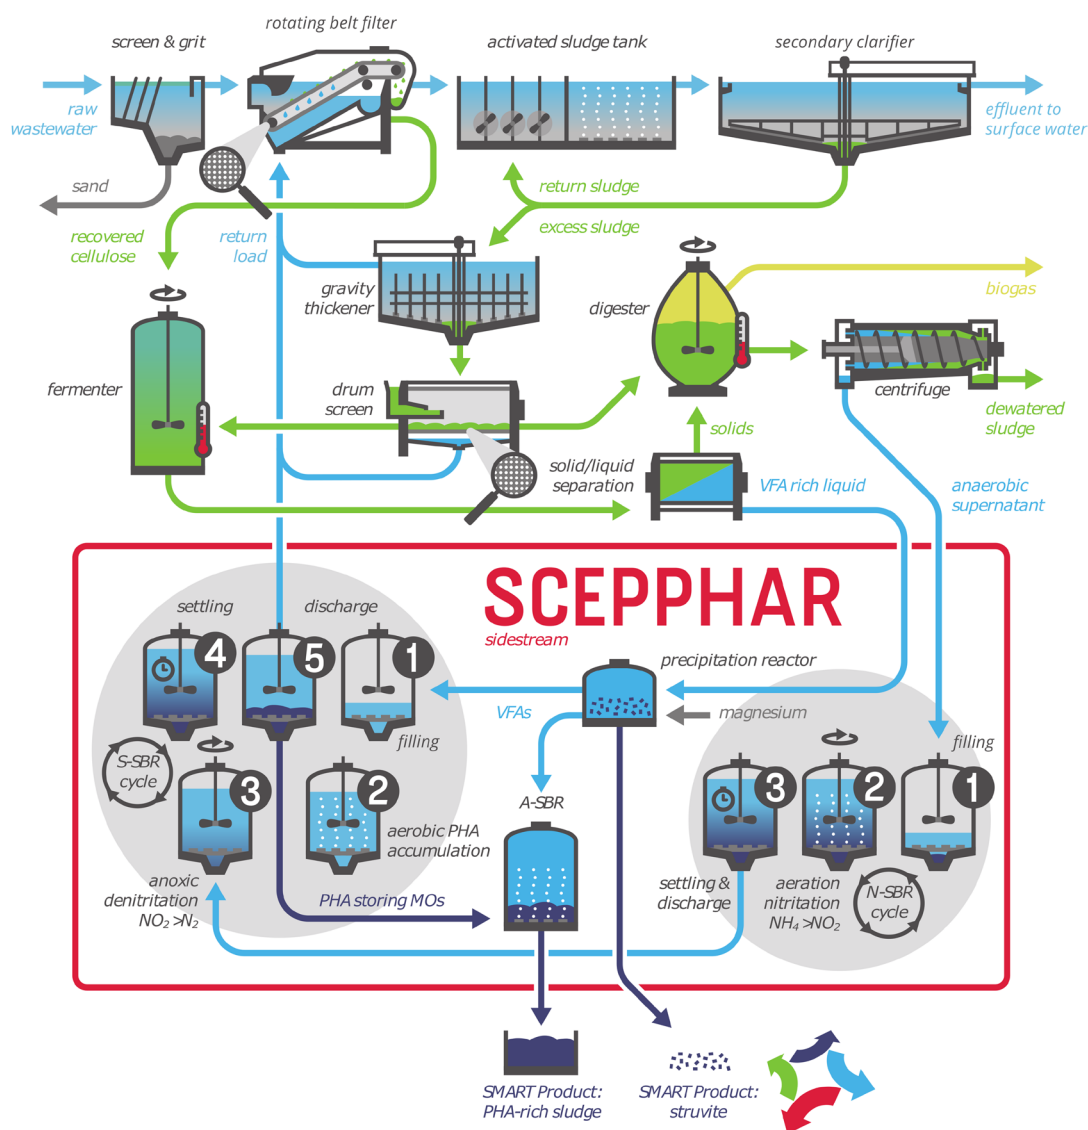 rotating belt filter
screen & grit
activated sludge tank
secondary clarifier
raw
wastewater
effluent to
surface water
sand
return sludge
excess sludge
recovered
cellulose
return
load
gravity
thickener
digester
biogas
fermenter
drum
screen
centrifuge
dewatered
sludge
solids
solid/liquid
separation
VFA rich liquid
anaerobic
supernatant
SCEPPHAR
sidestream
settling
discharge
4
5
1
precipitation reactor
VFAs
magnesium
filling
filling
S-SBR
cycle
3
2
A-SBR
3
2
1
aerobic PHA
accumulation
anoxic
denitritation
NO₂ >N₂
PHA storing MOs
settling &
discharge
aeration
nitritation
NH₄ >NO₂
N-SBR
cycle
SMART Product:
PHA-rich sludge
SMART Product:
struvite